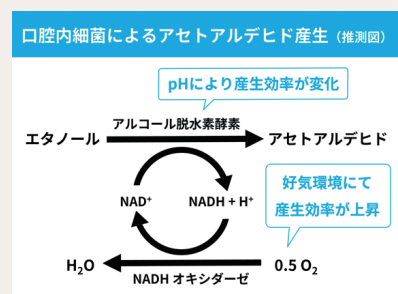 口腔内細菌によるアセトアルデヒド産生（推測図）
pHにより産生効率が変化
アルコール脱水素酵素
エタノール
アセトアルデヒド
NAD⁺
NADH + H⁺
好気環境にて
産生効率が上昇
H₂O
0.5 O₂
NADH オキシダーゼ